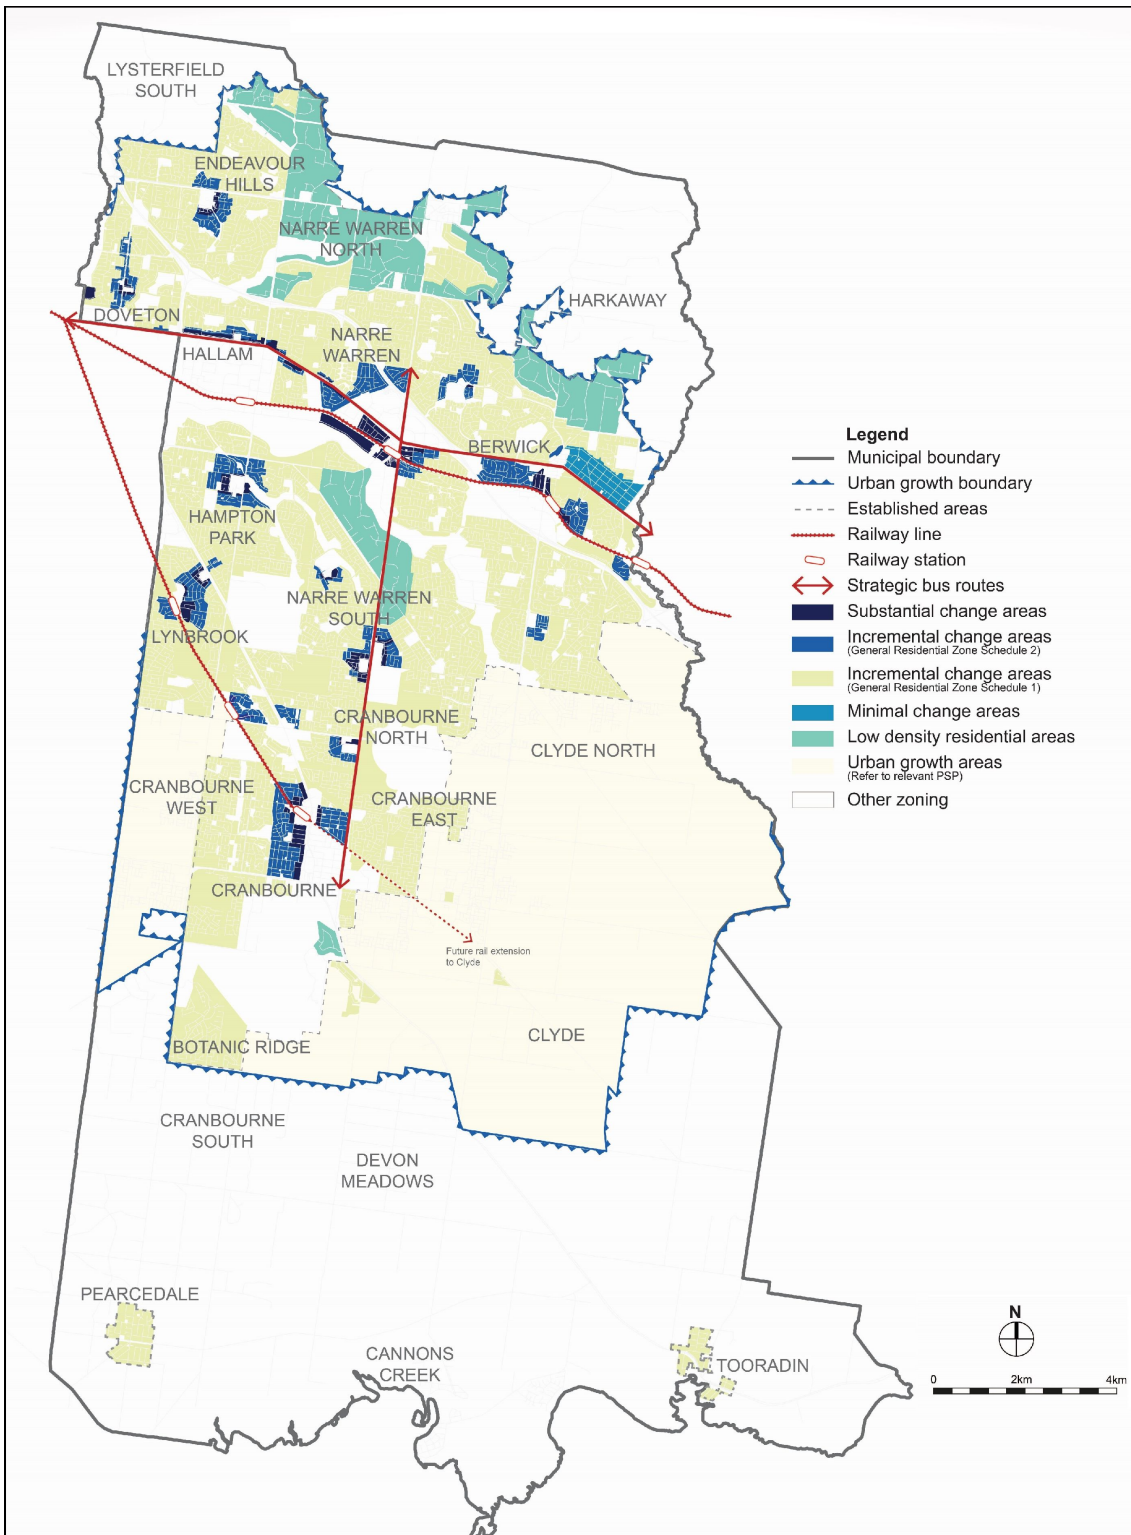 LYSTERFIELD
SOUTH
ENDEAVOUR
HILLS
NARRE WARREN
NORTH
HARKAWAY
DOVETON
HALLAM
NARRE
WARREN
BERWICK
HAMPTON
PARK
NARRE WARREN
SOUTH
LYNBROOK
CRANBOURNE
NORTH
CLYDE NORTH
CRANBOURNE
WEST
CRANBOURNE
EAST
CRANBOURNE
Future rail extension
to Clyde
CLYDE
BOTANIC RIDGE
CRANBOURNE
SOUTH
DEVON
MEADOWS
PEARCEDALE
CANNONS
CREEK
TOORADIN
Legend
Municipal boundary
Urban growth boundary
Established areas
Railway line
Railway station
Strategic bus routes
Substantial change areas
Incremental change areas
(General Residential Zone Schedule 2)
Incremental change areas
(General Residential Zone Schedule 1)
Minimal change areas
Low density residential areas
Urban growth areas
(Refer to relevant PSP)
Other zoning
N
0 2km 4km